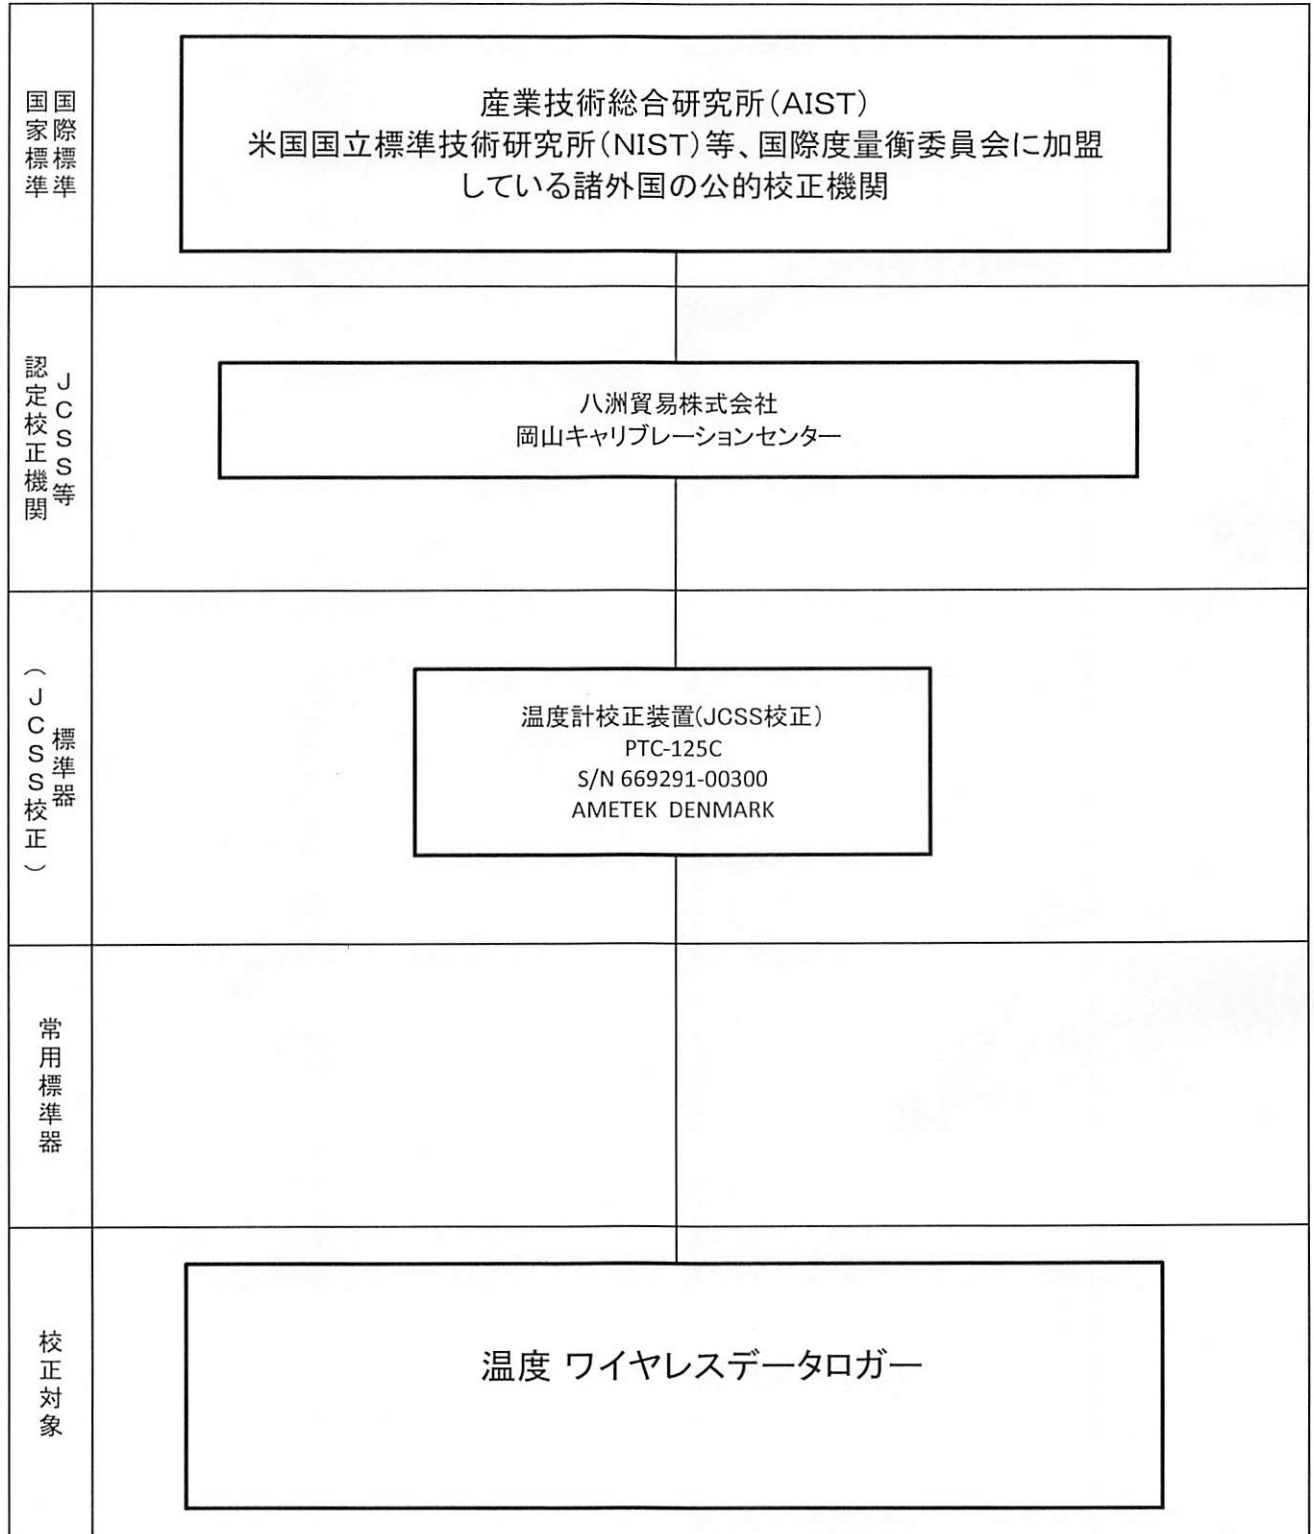 国際標準
国家標準
産業技術総合研究所(AIST)
米国国立標準技術研究所(NIST)等、国際度量衡委員会に加盟
している諸外国の公的校正機関
JCSS等
認定校正機関
八洲貿易株式会社
岡山キャリブレーションセンター
標準器
(JCSS校正)
温度計校正装置(JCSS校正)
PTC-125C
S/N 669291-00300
AMETEK DENMARK
常用標準器
校正対象
温度 ワイヤレスデータロガー